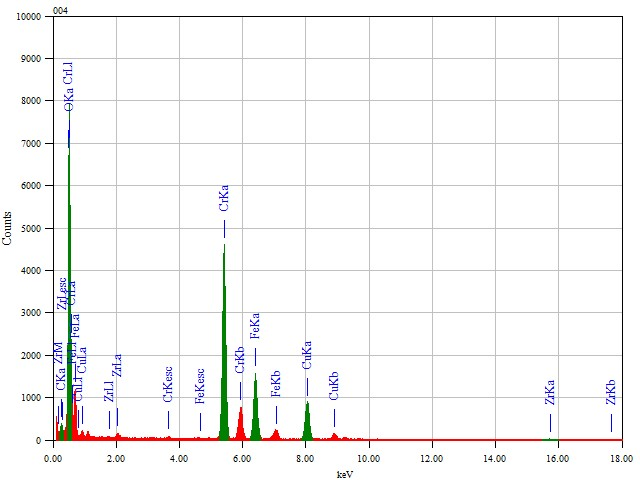 004
10000
9000
8000
7000
6000
5000
4000
3000
2000
1000
0
Counts
OKa CrLl
ZrLesc
CrLa
ZrM
FeLl FeLa
CKa
CuLl
CuLa
ZrLl
ZrLa
CrKesc
FeKesc
CrKa
CrKb
FeKa
FeKb
CuKa
CuKb
ZrKa
ZrKb
0.00 2.00 4.00 6.00 8.00 10.00 12.00 14.00 16.00 18.00
keV